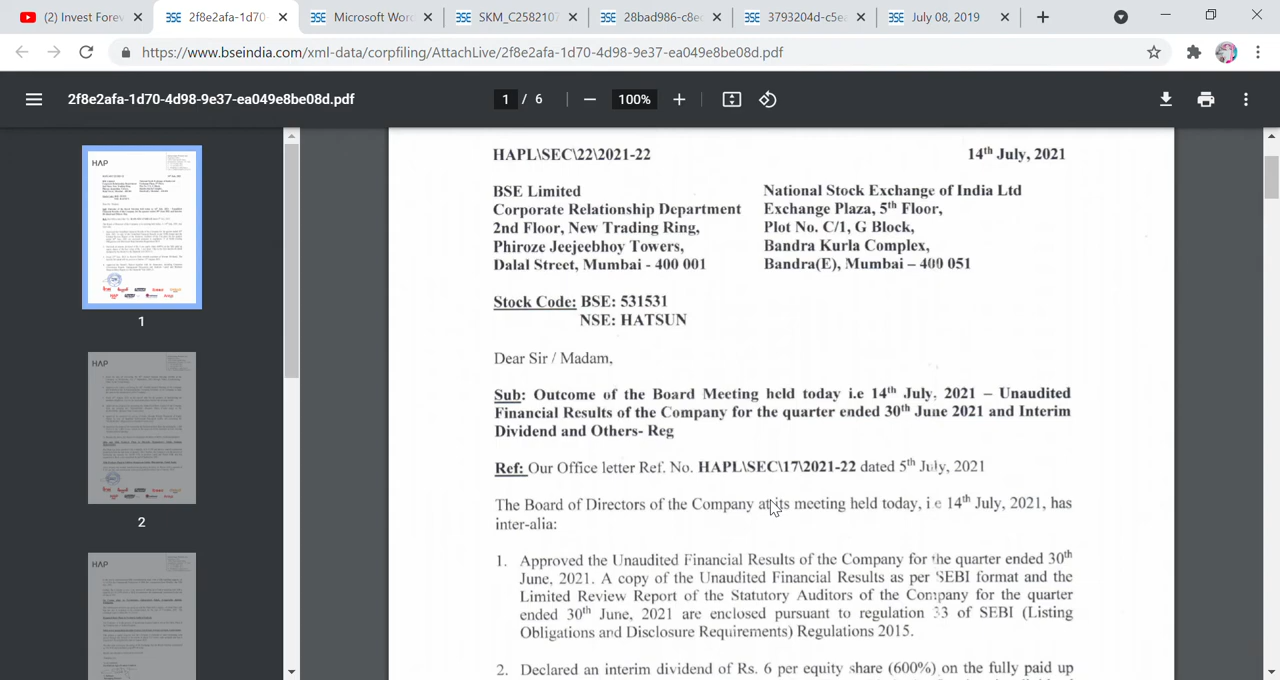 (2) Invest Forev
2f8e2afa-1d70-
Microsoft Word
SKM_C2582107
28bad986-c8ec
3793204d-c5ea
July 08, 2019
https://www.bseindia.com/xml-data/corpfiling/AttachLive/2f8e2afa-1d70-4d98-9e37-ea049e8be08d.pdf
2f8e2afa-1d70-4d98-9e37-ea049e8be08d.pdf
1 / 6
100%
HAP
1
HAP
2
HAP
HAPL\SEC\22\2021-22
14th July, 2021
BSE Limited
Corporate Relationship Department
2nd Floor, New Trading Ring,
Phiroze Jeejeebhoy Towers,
Dalal Street, Mumbai - 400 001
National Stock Exchange of India Ltd
Exchange Plaza, 5th Floor,
Plot No. C/1, G Block,
Bandra Kurla Complex,
Bandra(E), Mumbai – 400 051
Stock Code: BSE: 531531
NSE: HATSUN
Dear Sir / Madam,
Sub: Outcome of the Board Meeting held today i.e 14th July, 2021 – Unaudited
Financial Results of the Company for the quarter ended 30th June 2021 and Interim
Dividend and Others- Reg
Ref: Our Office letter Ref. No. HAPL\SEC\17\2021-22 dated 5th July, 2021
The Board of Directors of the Company at its meeting held today, i e 14th July, 2021, has
inter-alia:
1. Approved the Unaudited Financial Results of the Company for the quarter ended 30th
June 2021. A copy of the Unaudited Financial Results as per SEBI format and the
Limited Review Report of the Statutory Auditors of the Company for the quarter
ended 30th June 2021 are enclosed pursuant to regulation 33 of SEBI (Listing
Obligations and Disclosure Requirements) Regulations 2015.
2. Declared an interim dividend of Rs. 6 per equity share (600%) on the fully paid up